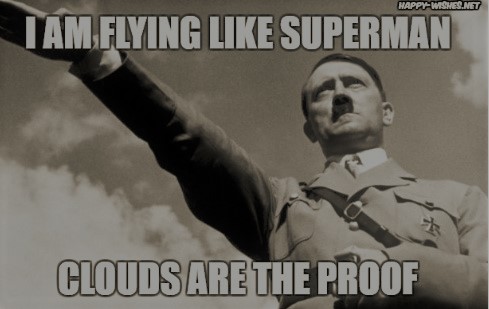 HAPPY-WISHES.NET
I AM FLYING LIKE SUPERMAN
CLOUDS ARE THE PROOF